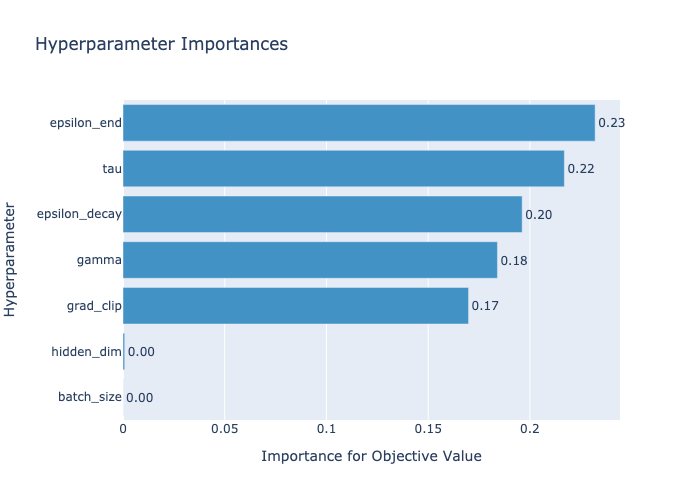 Hyperparameter Importances
Hyperparameter
epsilon_end 0.23
tau 0.22
epsilon_decay 0.20
gamma 0.18
grad_clip 0.17
hidden_dim 0.00
batch_size 0.00
0 0.05 0.1 0.15 0.2
Importance for Objective Value